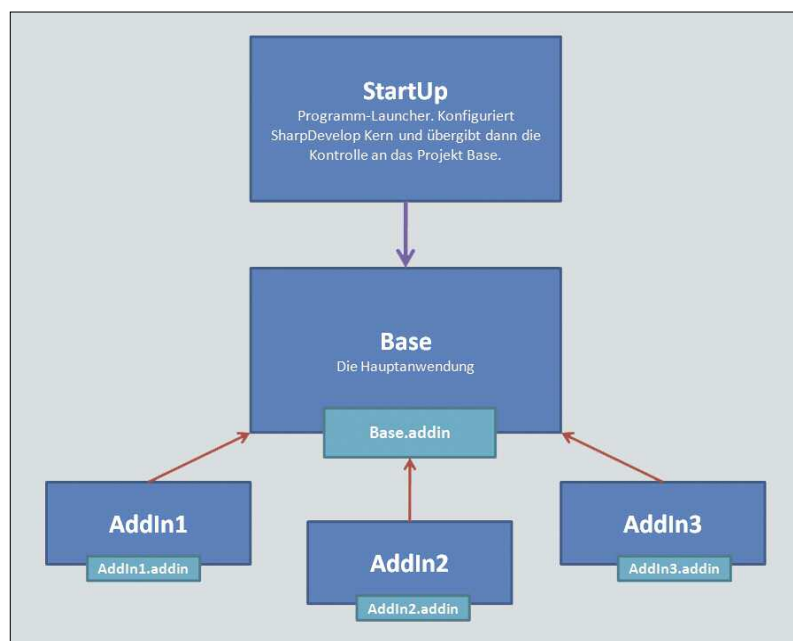 StartUp
Programm-Launcher. Konfiguriert
SharpDevelop Kern und übergibt dann die
Kontrolle an das Projekt Base.
Base
Die Hauptanwendung
Base.addin
AddIn1
AddIn1.addin
AddIn2
AddIn2.addin
AddIn3
AddIn3.addin